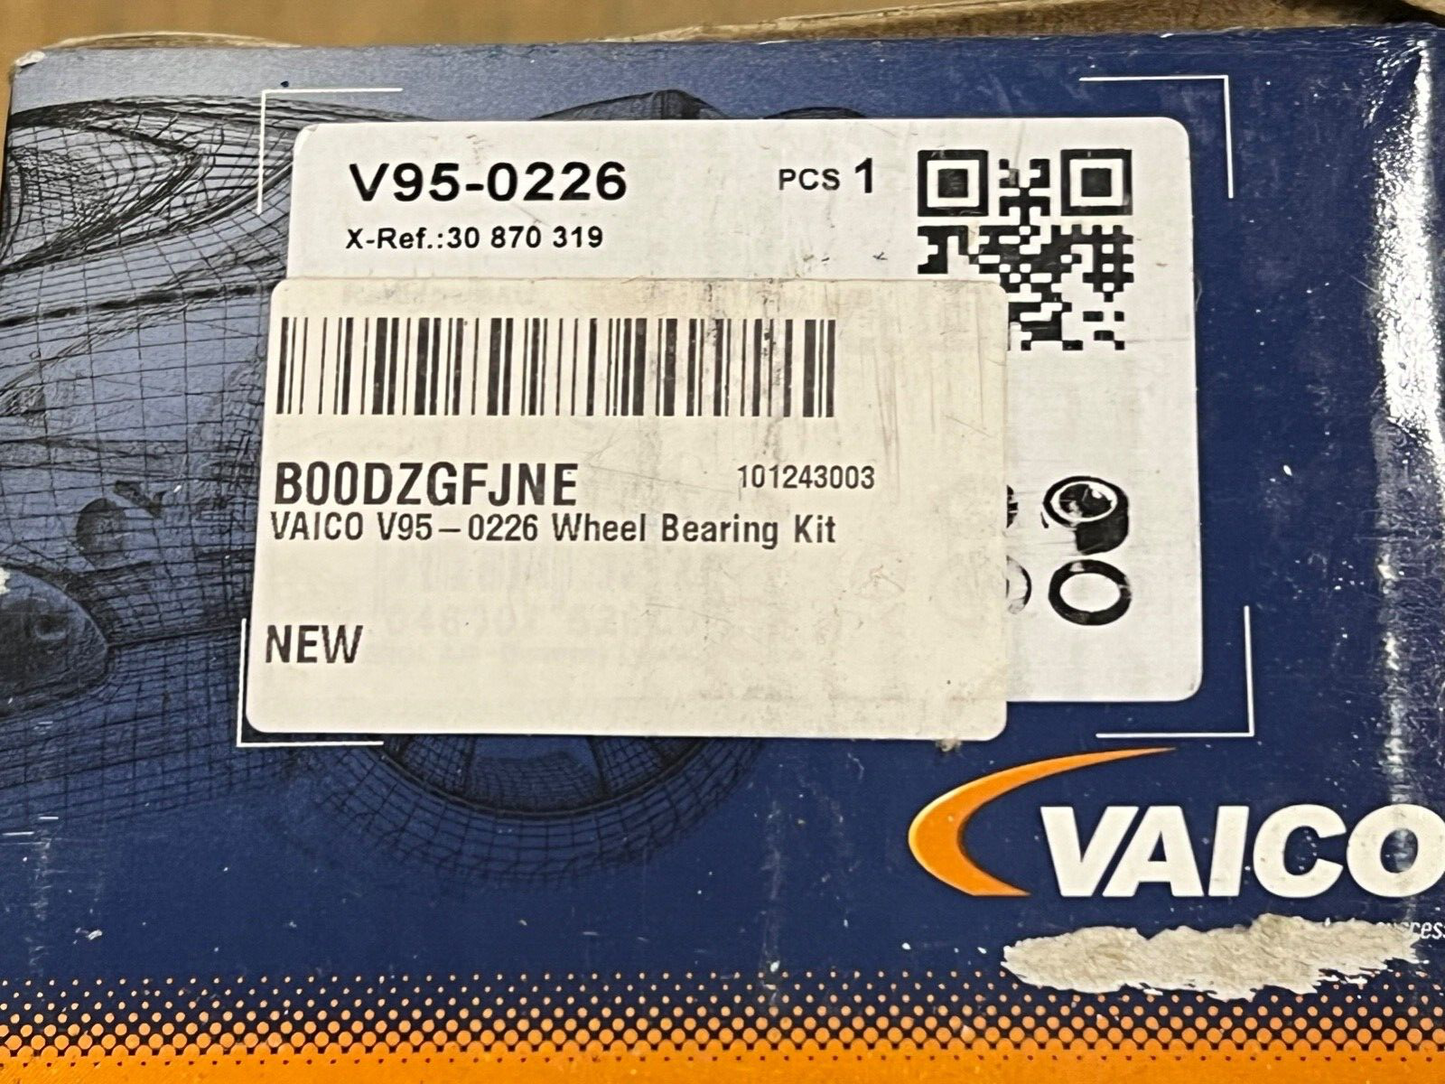 V95-0226
PCS 1
X-Ref.:30 870 319
B00DZGFJNE
101243003
VAICO V95-0226 Wheel Bearing Kit
NEW
VAICO